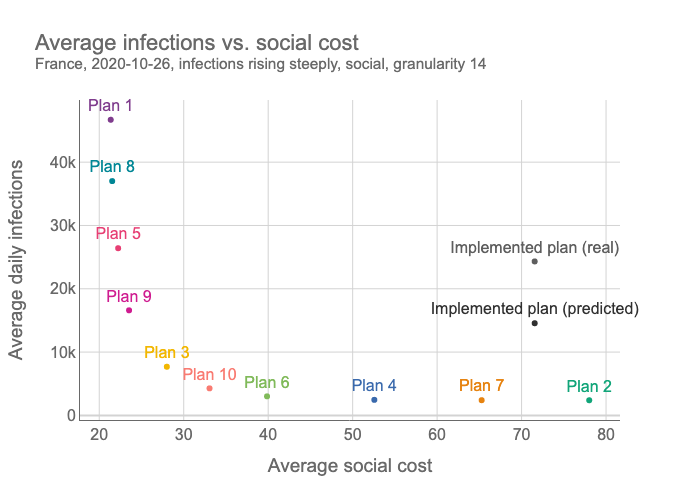 Average infections vs. social cost
France, 2020-10-26, infections rising steeply, social, granularity 14
Plan 1
40k
Plan 8
Plan 5
30k
Implemented plan (real)
20k
Plan 9
Implemented plan (predicted)
10k
Plan 3
Plan 10
Plan 6
Plan 4
Plan 7
Plan 2
0
20
30
40
50
60
70
80
Average social cost
Average daily infections